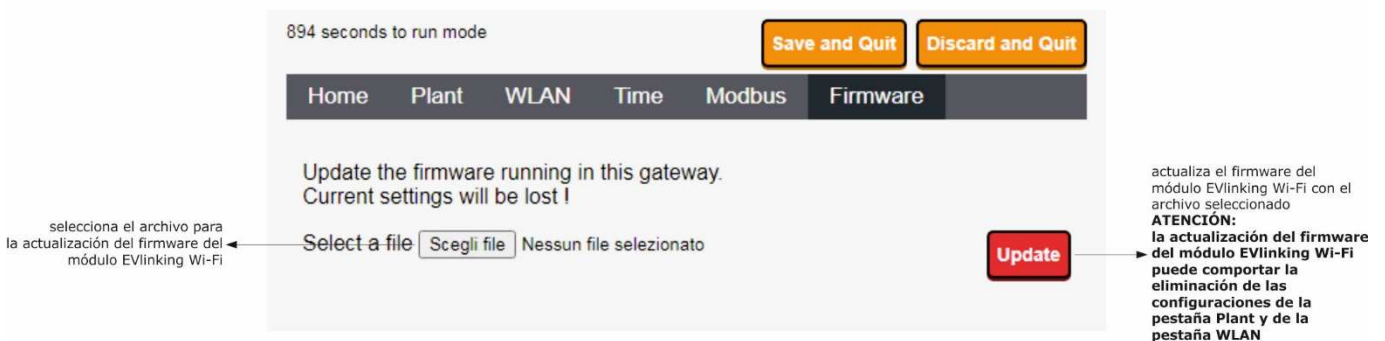 894 seconds to run mode
Save and Quit
Discard and Quit
Home Plant WLAN Time Modbus Firmware
Update the firmware running in this gateway.
Current settings will be lost !
selecciona el archivo para
la actualización del firmware del
módulo EVlinking Wi-Fi
Select a file Scegli file Nessun file selezionato
Update
actualiza el firmware del
módulo EVlinking Wi-Fi con el
archivo seleccionado
ATENCIÓN:
la actualización del firmware
del módulo EVlinking Wi-Fi
puede comportar la
eliminación de las
configuraciones de la
pestaña Plant y de la
pestaña WLAN